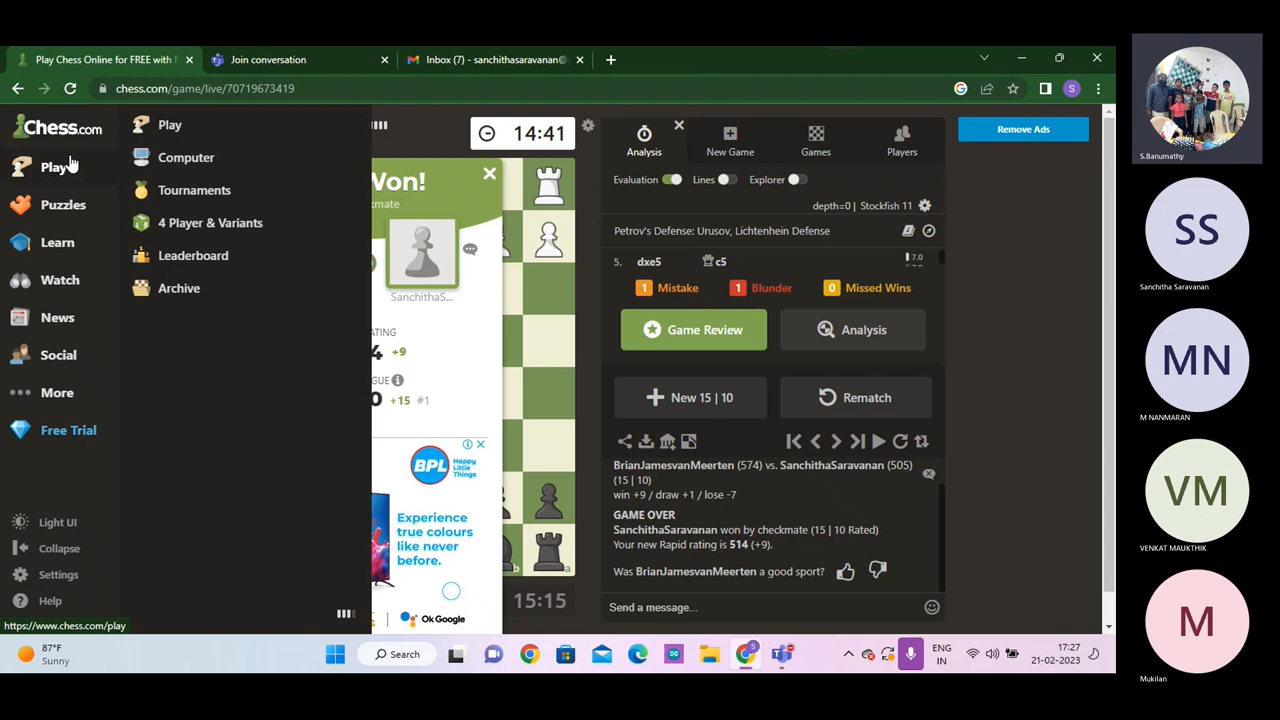 Play Chess Online for FREE with F
Join conversation
Inbox (7) - sanchithasaravanan@
chess.com/game/live/70719673419
S
Chess.com
Play
Puzzles
Learn
Watch
News
Social
More
Free Trial
Light UI
Collapse
Settings
Help
https://www.chess.com/play
Play
Computer
Tournaments
4 Player & Variants
Leaderboard
Archive
14:41
Won!
kmate
SanchithaS...
ATING
4 +9
GUE
0 +15 #1
BPL
Happy
Little
Things
Experience
true colours
like never
before.
Ok Google
b
a
15:15
Analysis
New Game
Games
Players
Evaluation
Lines
Explorer
depth=0 | Stockfish 11
Petrov's Defense: Urusov, Lichtenhein Defense
5. dxe5 c5
7.0
1 Mistake
1 Blunder
0 Missed Wins
Game Review
Analysis
New 15 | 10
Rematch
BrianJamesvanMeerten (574) vs. SanchithaSaravanan (505)
(15 | 10)
win +9 / draw +1 / lose -7
GAME OVER
SanchithaSaravanan won by checkmate (15 | 10 Rated)
Your new Rapid rating is 514 (+9).
Was BrianJamesvanMeerten a good sport?
Send a message...
Remove Ads
87°F
Sunny
Search
ENG
IN
17:27
21-02-2023
S.Banumathy
SS
Sanchitha Saravanan
MN
M NANMARAN
VM
VENKAT MAUKTHIK
M
Mukilan